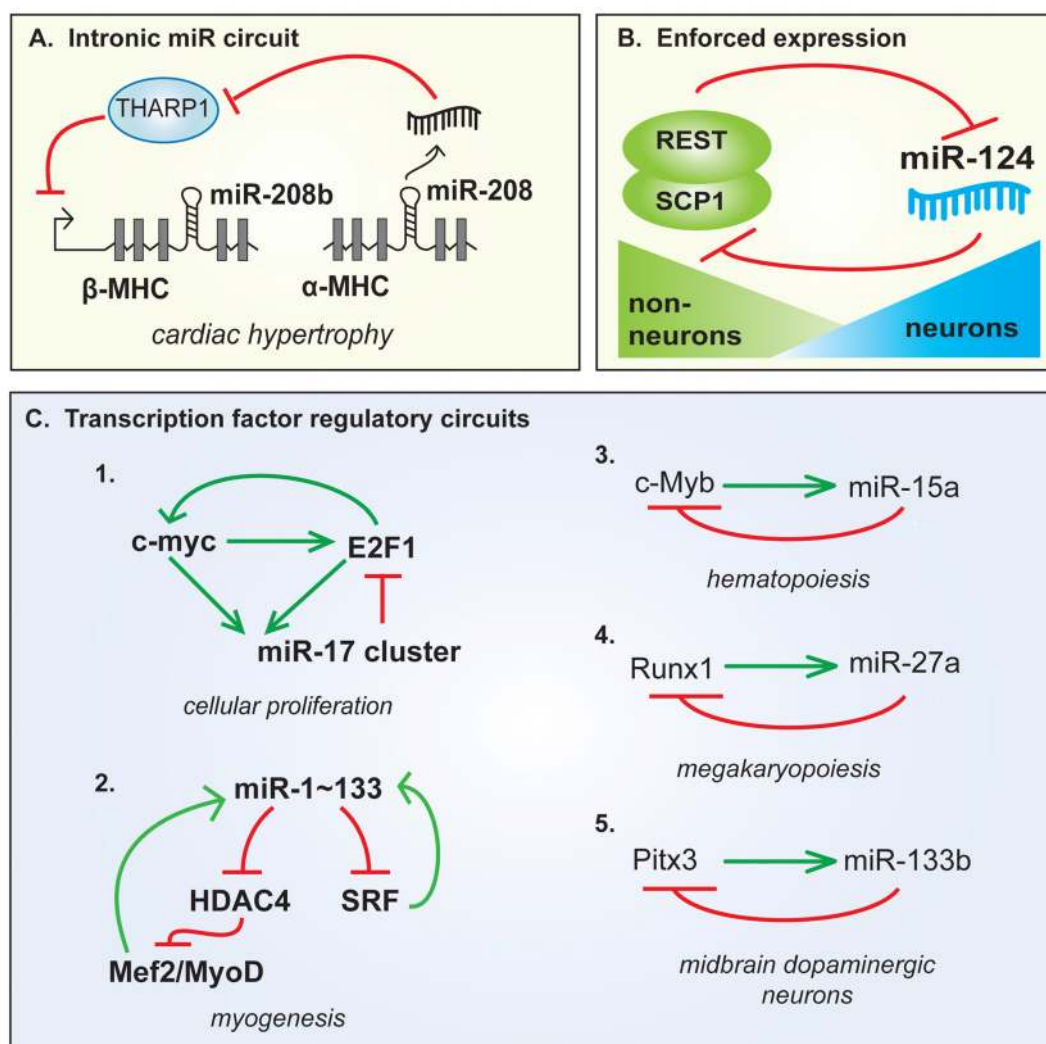 A. Intronic miR circuit
THARP1
miR-208b
miR-208
β-MHC
α-MHC
cardiac hypertrophy
B. Enforced expression
REST
SCP1
miR-124
non-
neurons
neurons
C. Transcription factor regulatory circuits
1.
c-myc
E2F1
miR-17 cluster
cellular proliferation
2.
miR-1~133
HDAC4
SRF
Mef2/MyoD
myogenesis
3.
c-Myb
miR-15a
hematopoiesis
4.
Runx1
miR-27a
megakaryopoiesis
5.
Pitx3
miR-133b
midbrain dopaminergic
neurons